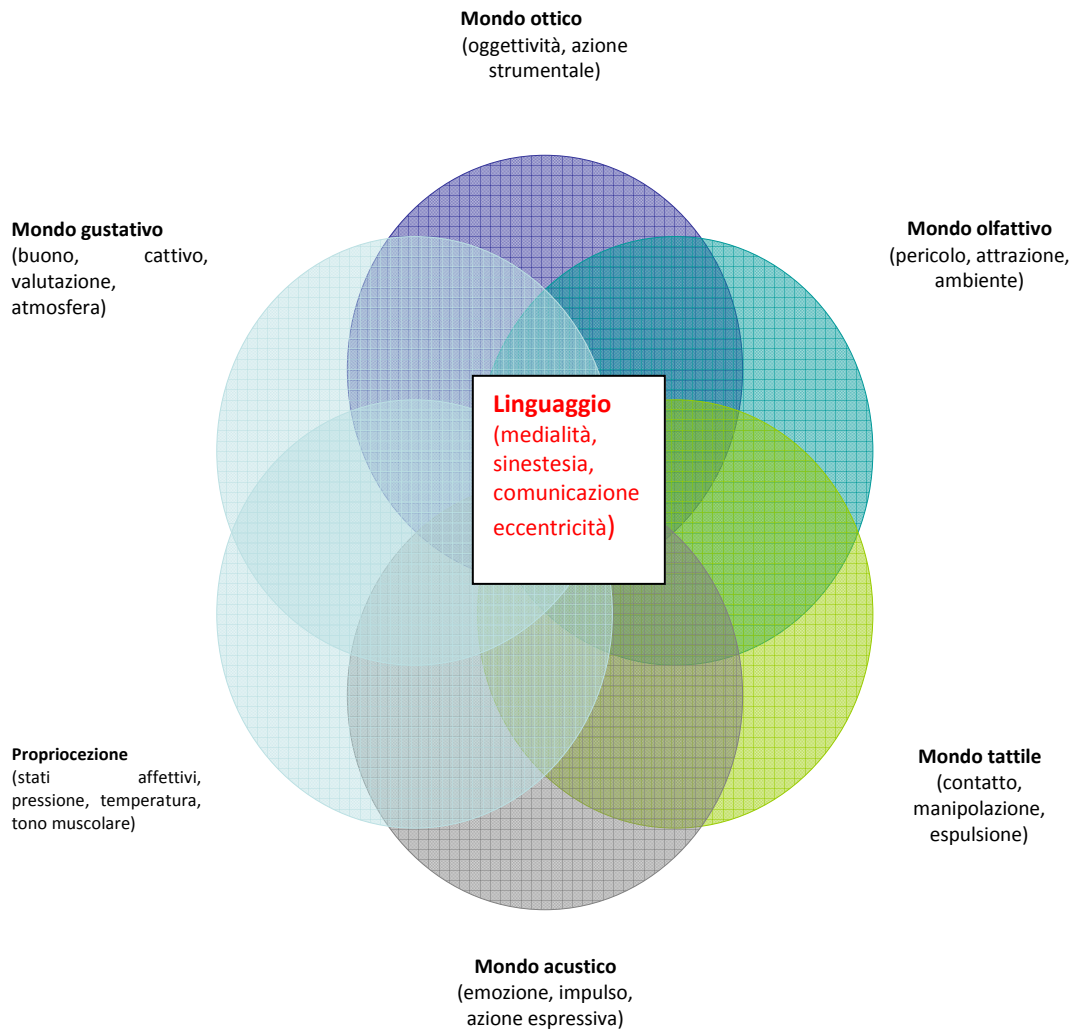 Mondo ottico
(oggettività, azione
strumentale)
Mondo gustativo
(buono, cattivo,
valutazione,
atmosfera)
Mondo olfattivo
(pericolo, attrazione,
ambiente)
Linguaggio
(medialità,
sinestesia,
comunicazione
eccentricità)
Propriocezione
(stati affettivi,
pressione, temperatura,
tono muscolare)
Mondo tattile
(contatto,
manipolazione,
espulsione)
Mondo acustico
(emozione, impulso,
azione espressiva)